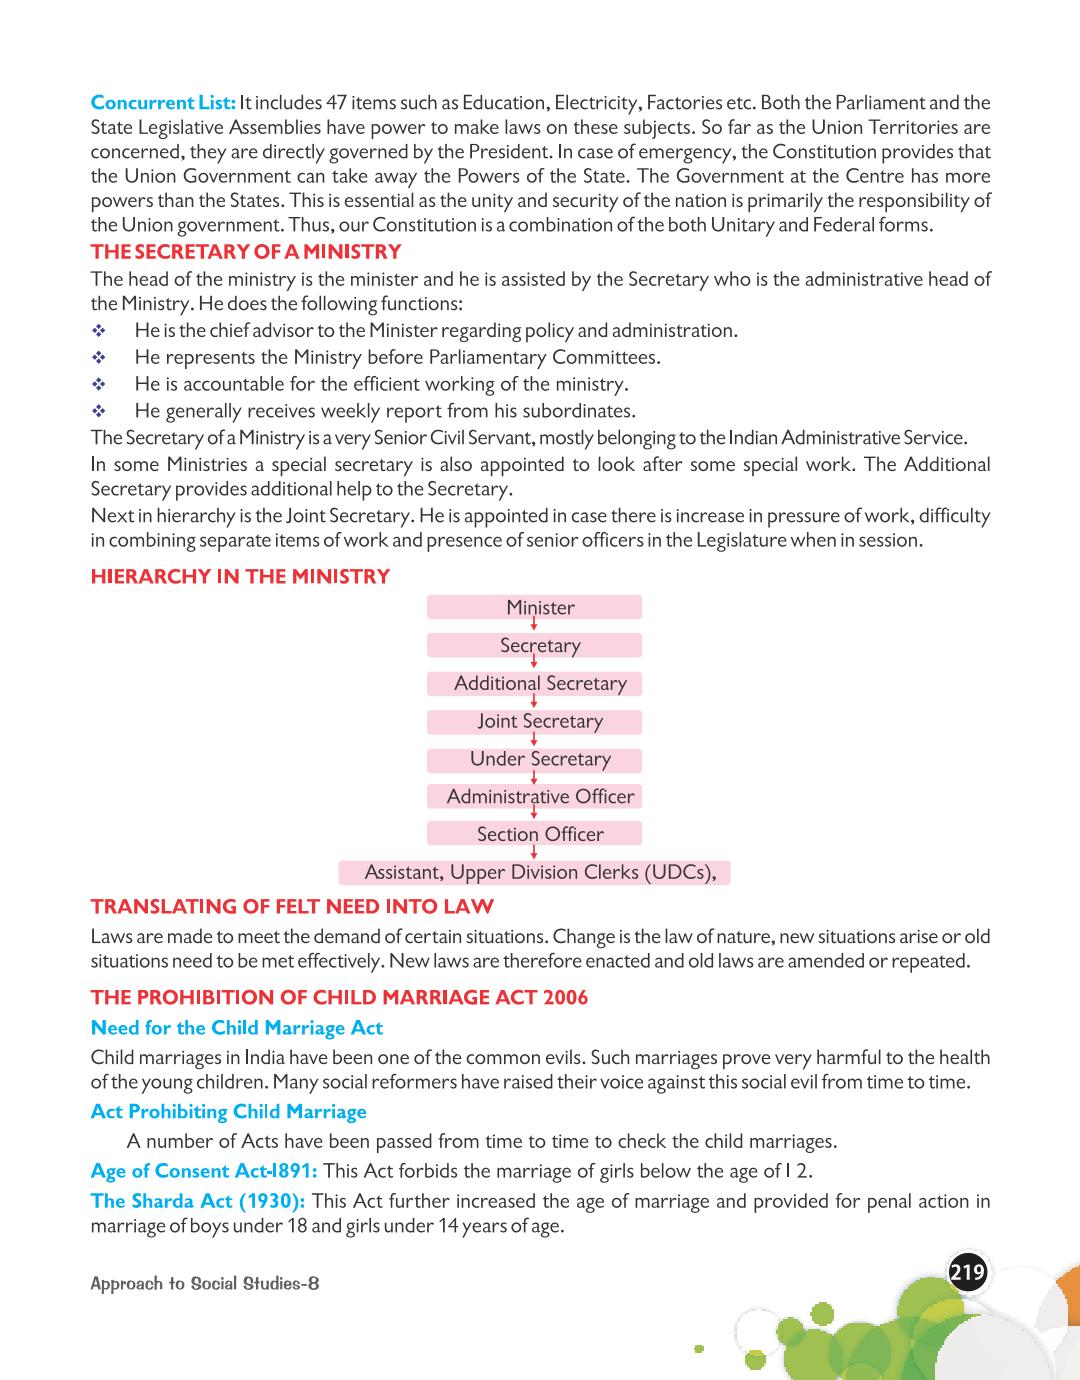 Concurrent List: It includes 47 items such as Education, Electricity, Factories etc. Both the Parliament and the
State Legislative Assemblies have power to make laws on these subjects. So far as the Union Territories are
concerned, they are directly governed by the President. In case of emergency, the Constitution provides that
the Union Government can take away the Powers of the State. The Government at the Centre has more
powers than the States. This is essential as the unity and security of the nation is primarily the responsibility of
the Union government. Thus, our Constitution is a combination of the both Unitary and Federal forms.
THE SECRETARY OF A MINISTRY
The head of the ministry is the minister and he is assisted by the Secretary who is the administrative head of
the Ministry. He does the following functions:
❖ He is the chief advisor to the Minister regarding policy and administration.
❖ He represents the Ministry before Parliamentary Committees.
❖ He is accountable for the efficient working of the ministry.
❖ He generally receives weekly report from his subordinates.
The Secretary of a Ministry is a very Senior Civil Servant, mostly belonging to the Indian Administrative Service.
In some Ministries a special secretary is also appointed to look after some special work. The Additional
Secretary provides additional help to the Secretary.
Next in hierarchy is the Joint Secretary. He is appointed in case there is increase in pressure of work, difficulty
in combining separate items of work and presence of senior officers in the Legislature when in session.
HIERARCHY IN THE MINISTRY
Minister
Secretary
Additional Secretary
Joint Secretary
Under Secretary
Administrative Officer
Section Officer
Assistant, Upper Division Clerks (UDCs),
TRANSLATING OF FELT NEED INTO LAW
Laws are made to meet the demand of certain situations. Change is the law of nature, new situations arise or old
situations need to be met effectively. New laws are therefore enacted and old laws are amended or repeated.
THE PROHIBITION OF CHILD MARRIAGE ACT 2006
Need for the Child Marriage Act
Child marriages in India have been one of the common evils. Such marriages prove very harmful to the health
of the young children. Many social reformers have raised their voice against this social evil from time to time.
Act Prohibiting Child Marriage
A number of Acts have been passed from time to time to check the child marriages.
Age of Consent Act-l891: This Act forbids the marriage of girls below the age of I 2.
The Sharda Act (1930): This Act further increased the age of marriage and provided for penal action in
marriage of boys under 18 and girls under 14 years of age.
Approach to Social Studies-8
219